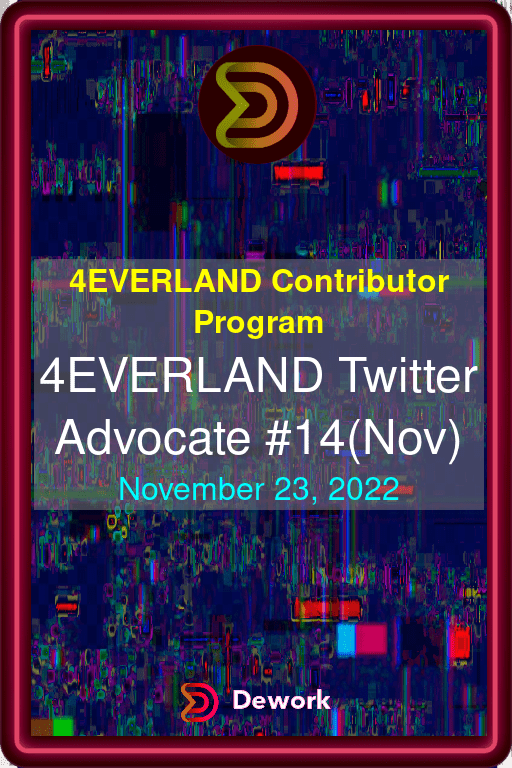 4EVERLAND Contributor
Program
4EVERLAND Twitter
Advocate #14(Nov)
November 23, 2022
Dework